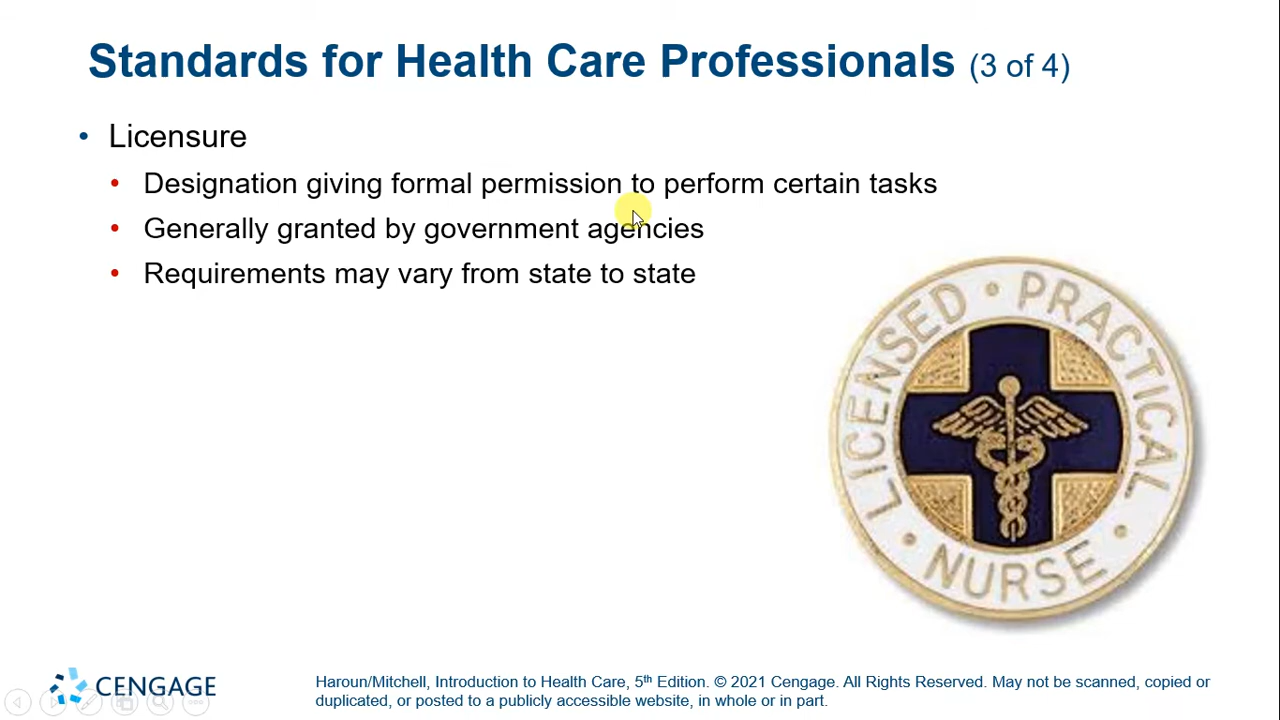 Standards for Health Care Professionals (3 of 4)
• Licensure
• Designation giving formal permission to perform certain tasks
• Generally granted by government agencies
• Requirements may vary from state to state
LICENSED • PRACTICAL • NURSE •
CENGAGE
Haroun/Mitchell, Introduction to Health Care, 5th Edition. © 2021 Cengage. All Rights Reserved. May not be scanned, copied or
duplicated, or posted to a publicly accessible website, in whole or in part.